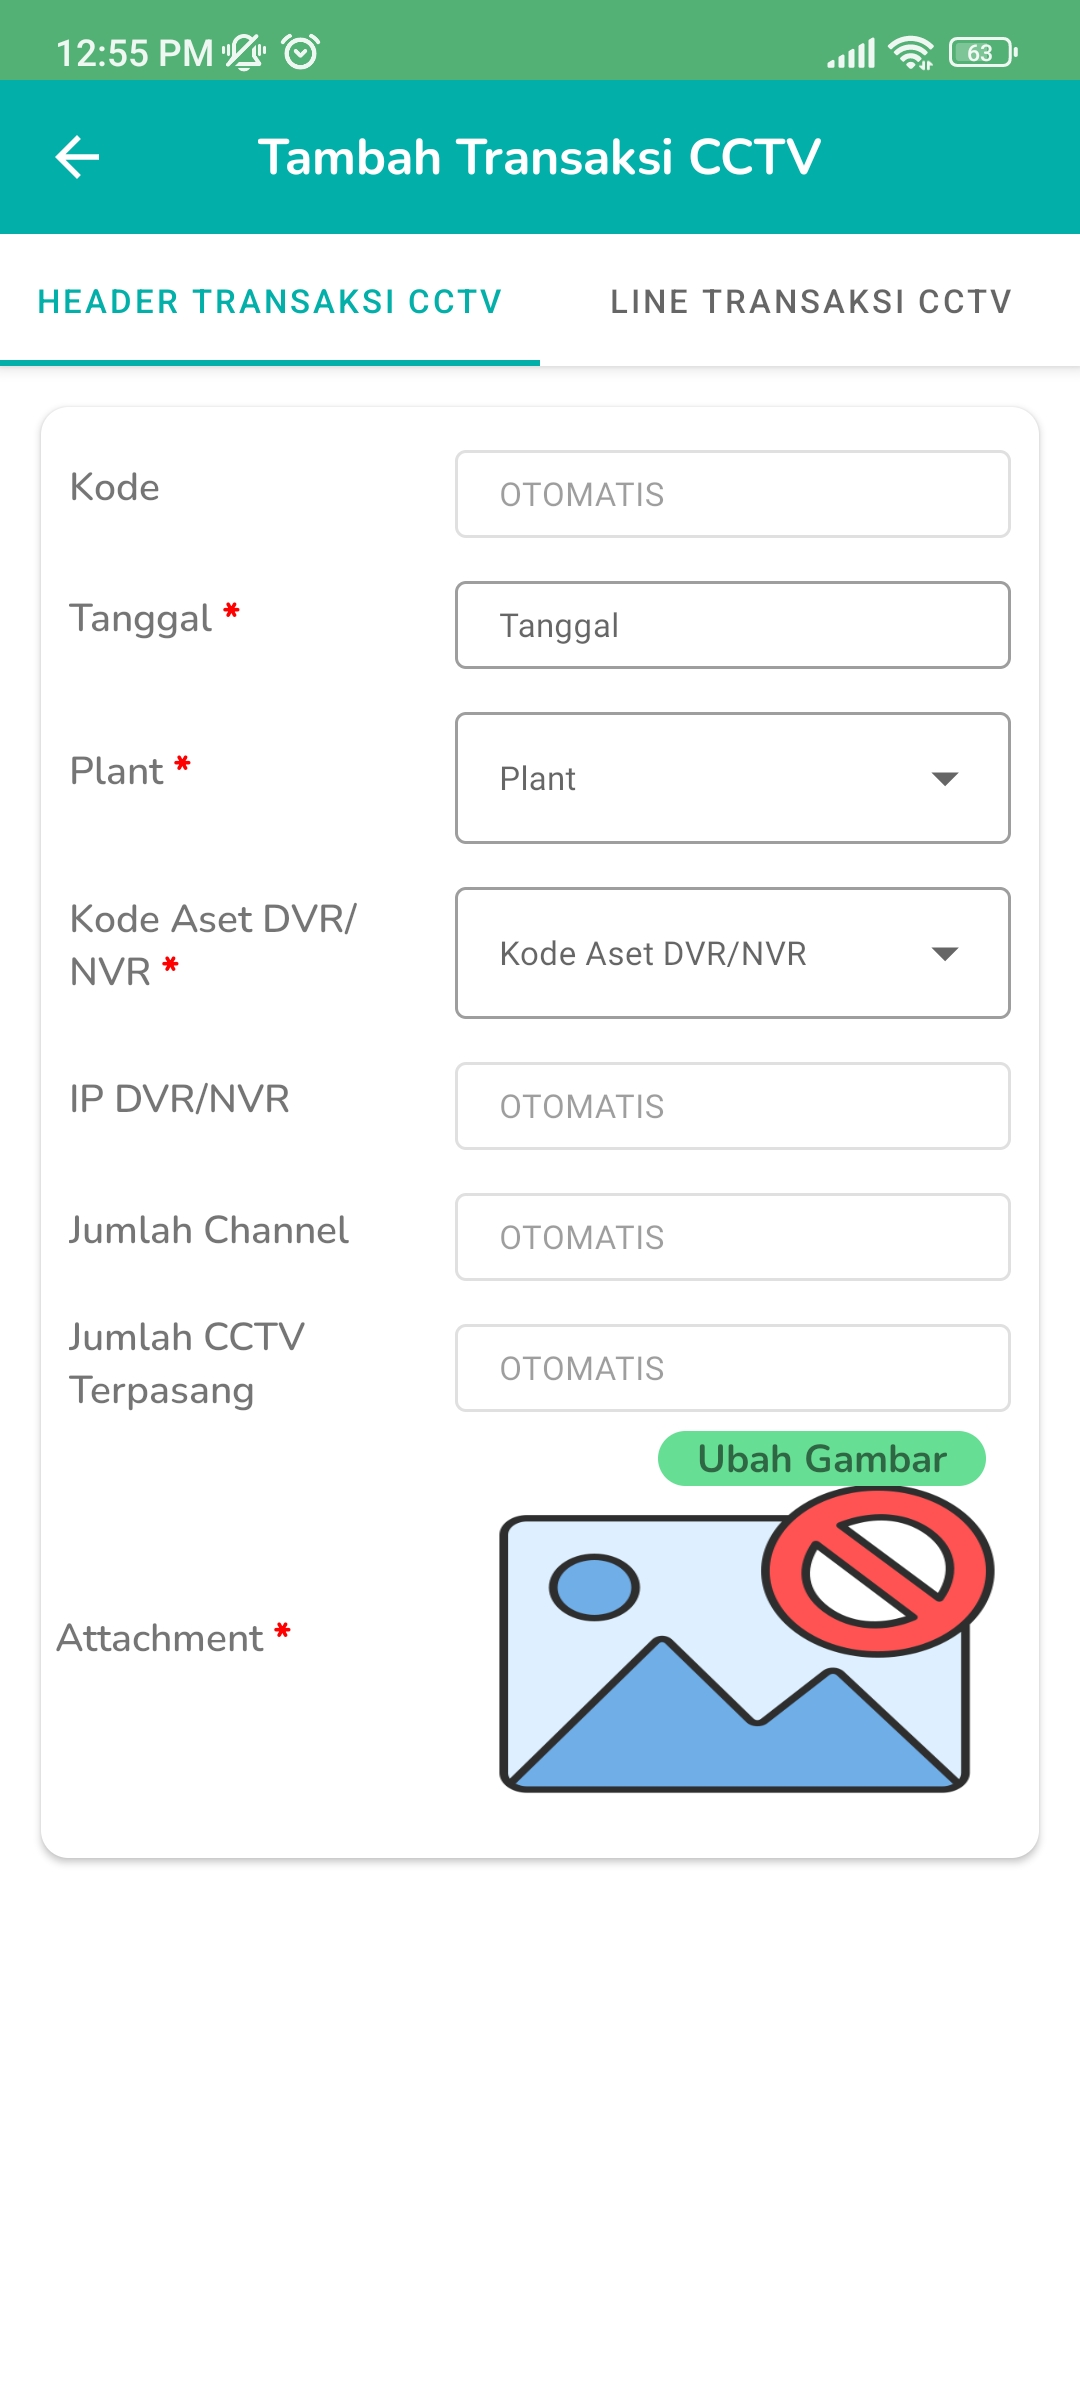 12:55 PM
63
Tambah Transaksi CCTV
HEADER TRANSAKSI CCTV
LINE TRANSAKSI CCTV
Kode
OTOMATIS
Tanggal *
Tanggal
Plant *
Plant
Kode Aset DVR/
NVR *
Kode Aset DVR/NVR
IP DVR/NVR
OTOMATIS
Jumlah Channel
OTOMATIS
Jumlah CCTV
Terpasang
OTOMATIS
Ubah Gambar
Attachment *